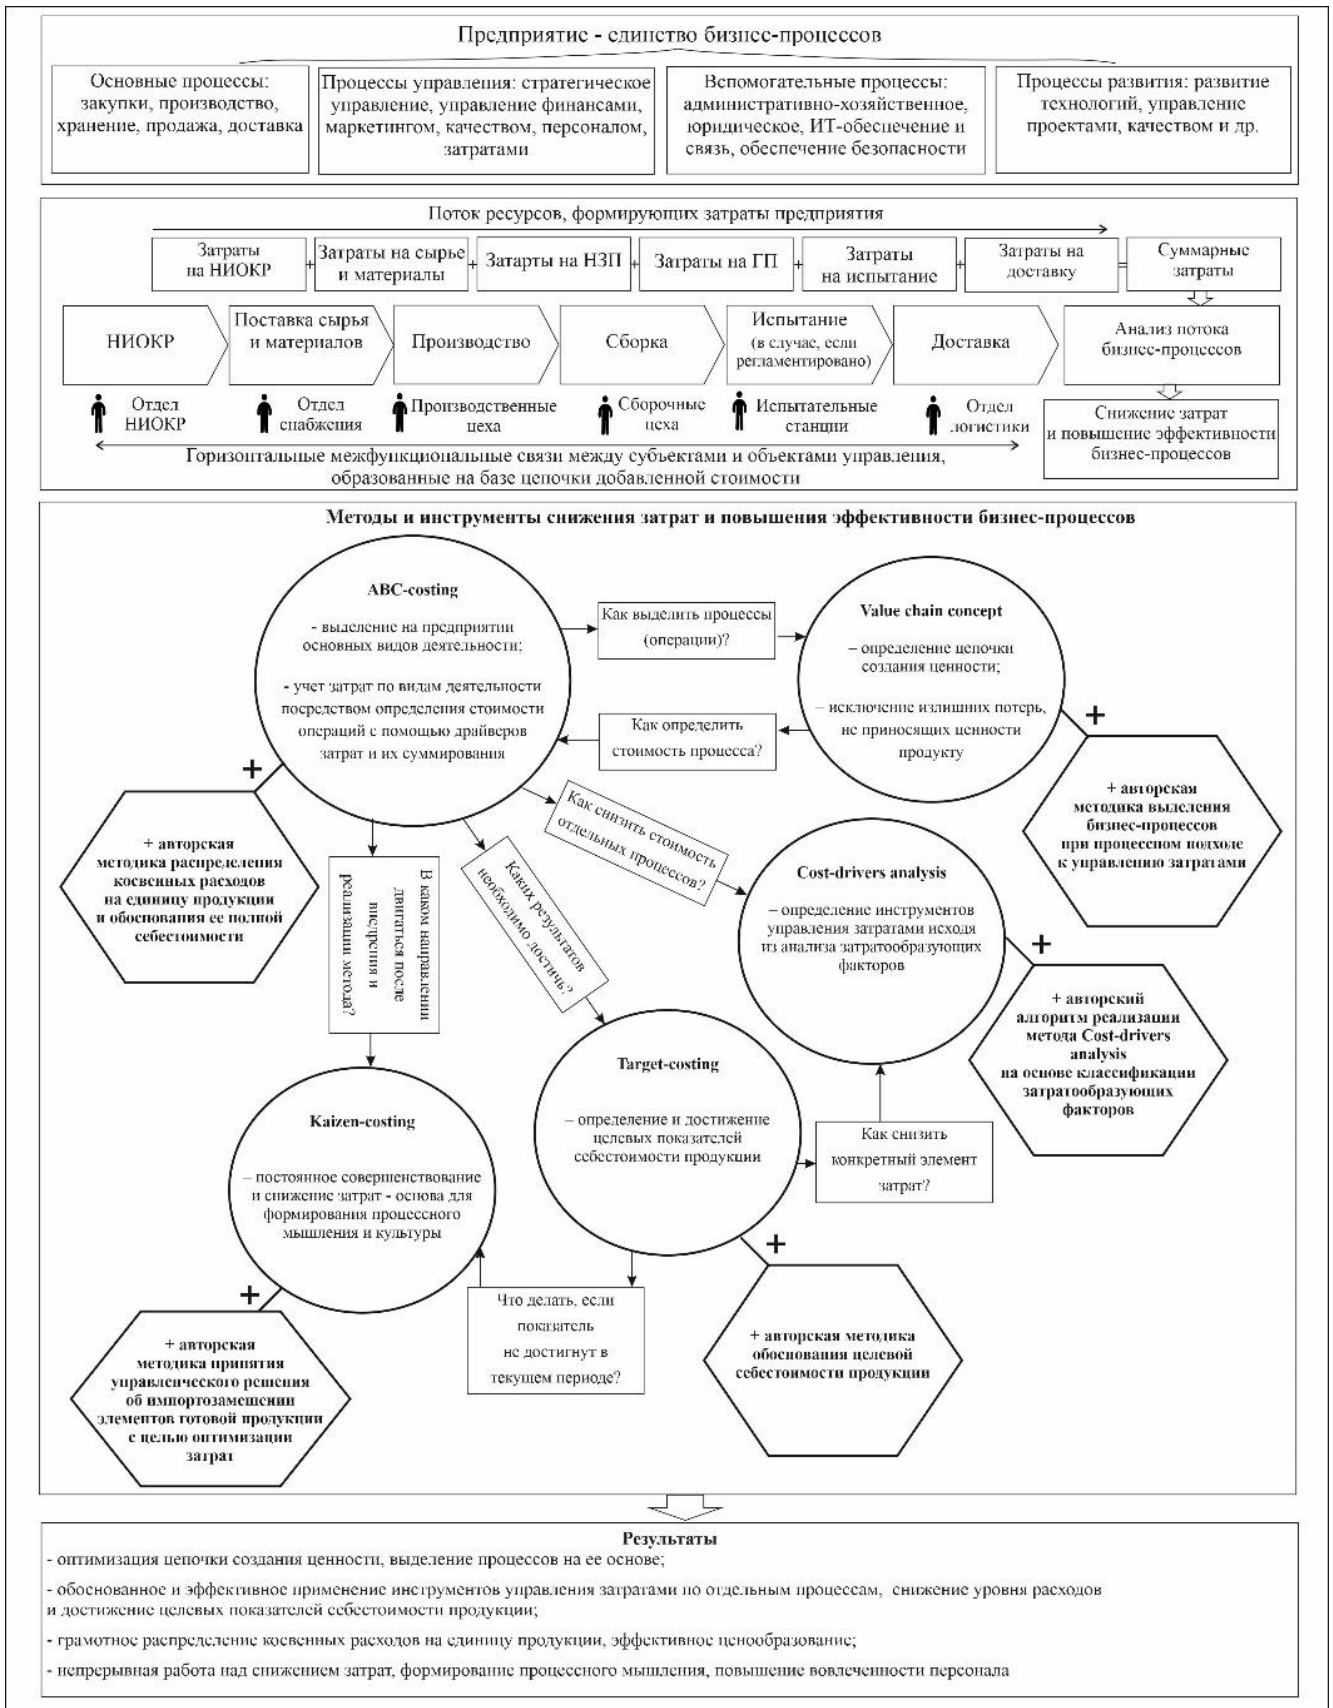 Предприятие - единство бизнес-процессов
Основные процессы:
закупки, производство,
хранение, продажа, доставка
Процессы управления: стратегическое
управление, управление финансами,
маркетингом, качеством, персоналом,
затратами
Вспомогательные процессы:
административно-хозяйственное,
юридическое, ИТ-обеспечение и
связь, обеспечение безопасности
Процессы развития: развитие
технологий, управление
проектами, качеством и др.
Поток ресурсов, формирующих затраты предприятия
Затраты
на НИОКР
+
Затраты на сырье
и материалы
+
Затарты на НЗП
+
Затраты на ГП
+
Затраты
на испытание
+
Затраты на
доставку
=
Суммарные
затраты
НИОКР
Поставка сырья
и материалов
Производство
Сборка
Испытание
(в случае, если
регламентировано)
Доставка
Анализ потока
бизнес-процессов
Отдел
НИОКР
Отдел
снабжения
Производственные
цеха
Сборочные
цеха
Испытательные
станции
Отдел
логистики
Снижение затрат
и повышение эффективности
бизнес-процессов
Горизонтальные межфункциональные связи между субъектами и объектами управления,
образованные на базе цепочки добавленной стоимости
Методы и инструменты снижения затрат и повышения эффективности бизнес-процессов
ABC-costing
- выделение на предприятии
основных видов деятельности;
- учет затрат по видам деятельности
посредством определения стоимости
операций с помощью драйверов
затрат и их суммирования
Как выделить процессы
(операции)?
Value chain concept
– определение цепочки
создания ценности;
– исключение излишних потерь,
не приносящих ценности
продукту
Как определить
стоимость процесса?
+
+
+ авторская
методика распределения
косвенных расходов
на единицу продукции
и обоснования ее полной
себестоимости
+ авторская
методика выделения
бизнес-процессов
при процессном подходе
к управлению затратами
Как снизить стоимость
отдельных процессов?
Каких результатов
необходимо достичь?
В каком направлении
двигаться после
внедрения и
реализации метода?
Cost-drivers analysis
– определение инструментов
управления затратами исходя
из анализа затратообразующих
факторов
+
+ авторский
алгоритм реализации
метода Cost-drivers
analysis
на основе классификации
затратообразующих
факторов
Target-costing
– определение и достижение
целевых показателей
себестоимости продукции
Как снизить
конкретный элемент
затрат?
Kaizen-costing
– постоянное совершенствование
и снижение затрат - основа для
формирования процессного
мышления и культуры
+
+
Что делать, если
показатель
не достигнут в
текущем периоде?
+ авторская
методика принятия
управленческого решения
об импортозамещении
элементов готовой продукции
с целью оптимизации
затрат
+ авторская методика
обоснования целевой
себестоимости продукции
Результаты
- оптимизация цепочки создания ценности, выделение процессов на ее основе;
- обоснованное и эффективное применение инструментов управления затратами по отдельным процессам, снижение уровня расходов
и достижение целевых показателей себестоимости продукции;
- грамотное распределение косвенных расходов на единицу продукции, эффективное ценообразование;
- непрерывная работа над снижением затрат, формирование процессного мышления, повышение вовлеченности персонала